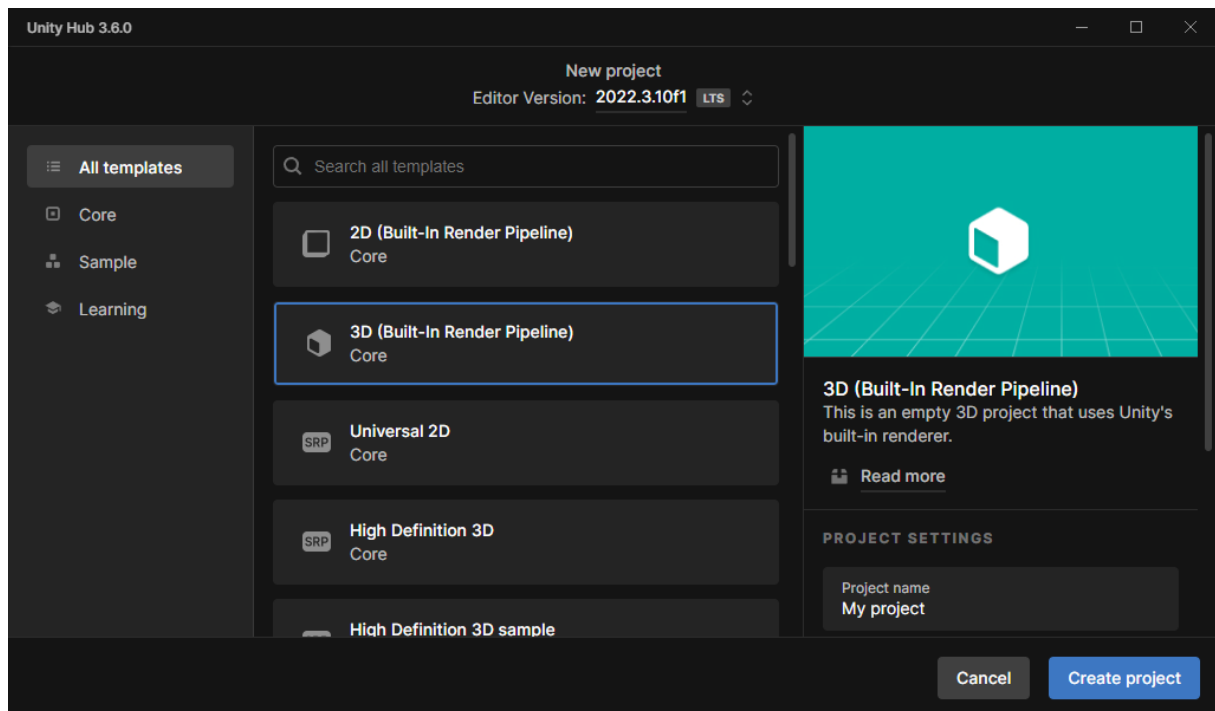 Unity Hub 3.6.0
New project
Editor Version: 2022.3.10f1 LTS
All templates
Core
Sample
Learning
Search all templates
2D (Built-In Render Pipeline)
Core
3D (Built-In Render Pipeline)
Core
SRP
Universal 2D
Core
SRP
High Definition 3D
Core
High Definition 3D sample
3D (Built-In Render Pipeline)
This is an empty 3D project that uses Unity's
built-in renderer.
Read more
PROJECT SETTINGS
Project name
My project
Cancel
Create project